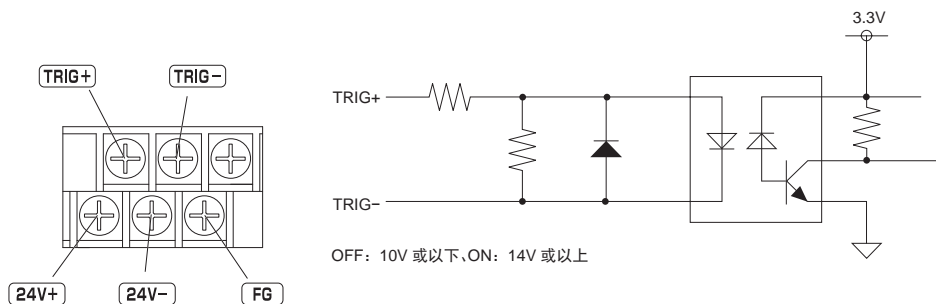 3.3V
TRIG+
TRIG−
TRIG+
TRIG−
OFF：10V 或以下、ON：14V 或以上
24V+
24V−
FG